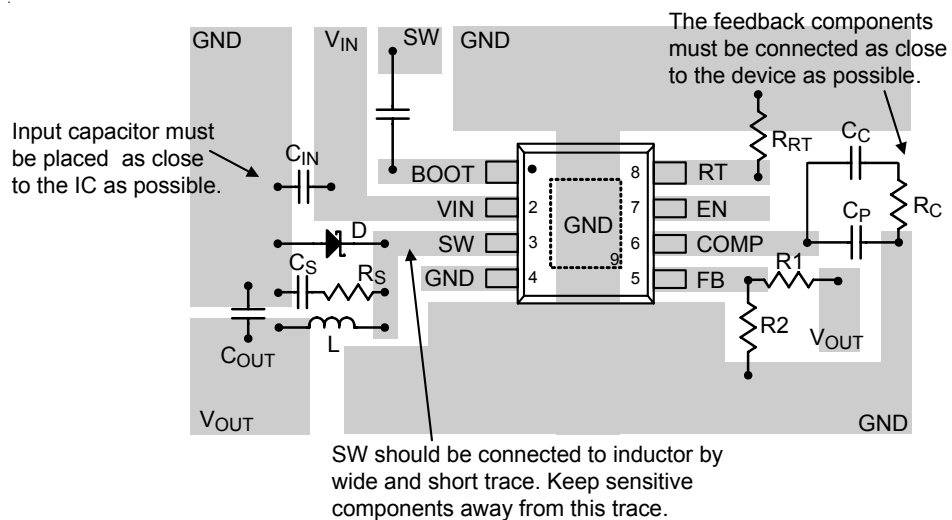 The feedback components
must be connected as close
to the device as possible.
GND
VIN
SW
GND
Input capacitor must
be placed as close
to the IC as possible.
CIN
RRT
CC
RC
CP
BOOT
8
RT
VIN
2
GND
7
EN
D
SW
3
6
COMP
CS
RS
GND
4
9
5
FB
R1
R2
COUT
L
VOUT
VOUT
GND
SW should be connected to inductor by
wide and short trace. Keep sensitive
components away from this trace.